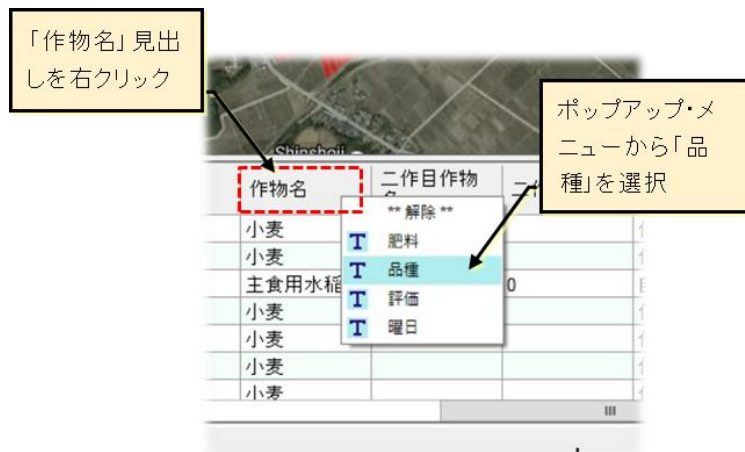 「作物名」見出
しを右クリック
ポップアップ・メ
ニューから「品
種」を選択
Shinshoji
作物名
二作目作物
** 解除 **
小麦
T 肥料
小麦
T 品種
主食用水稲
0
T 評価
小麦
T 曜日
小麦
小麦
小麦